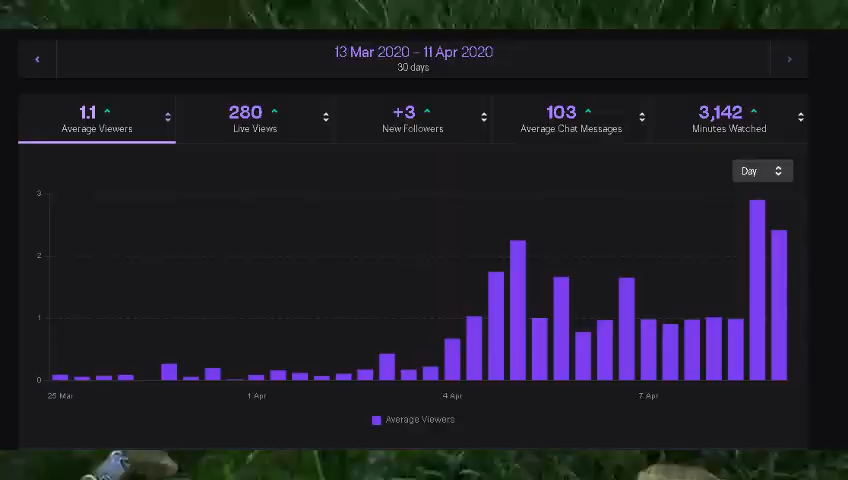 13 Mar 2020 - 11 Apr 2020
30 days
1.1
280
+3
103
3,142
Average Viewers
Live Views
New Followers
Average Chat Messages
Minutes Watched
Day
3
2
1
0
25 Mar
1 Apr
4 Apr
7 Apr
Average Viewers